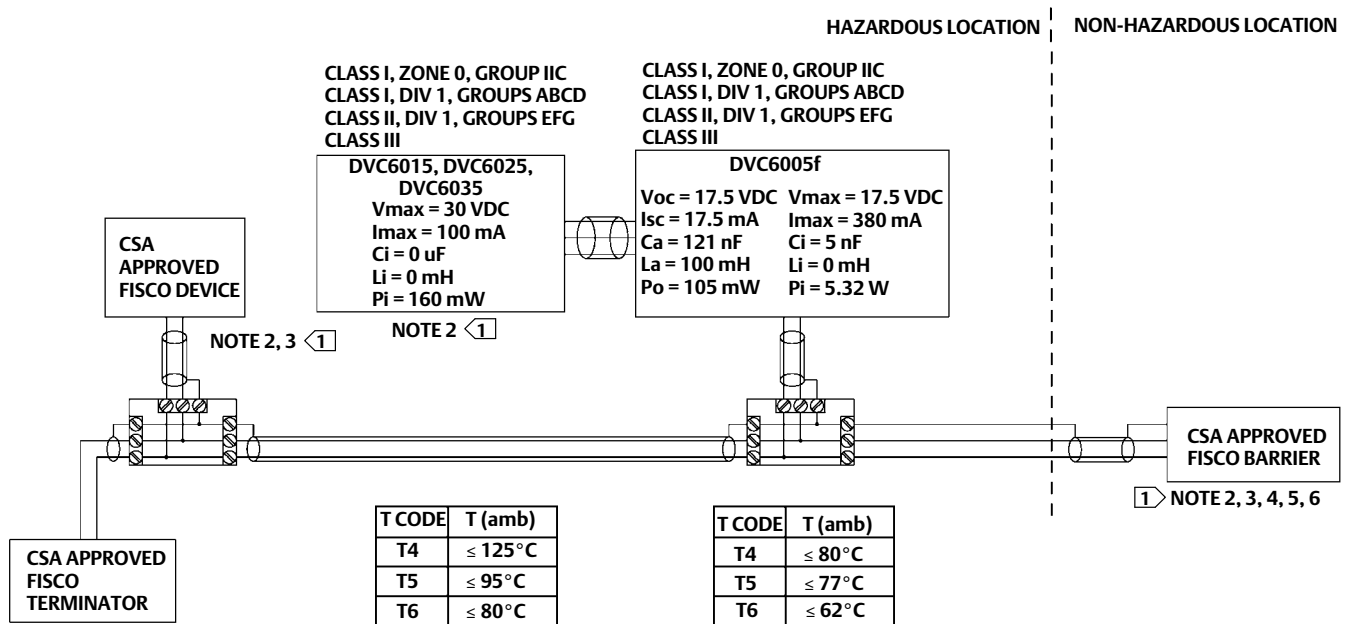 HAZARDOUS LOCATION
NON-HAZARDOUS LOCATION
CLASS I, ZONE 0, GROUP IIC
CLASS I, DIV 1, GROUPS ABCD
CLASS II, DIV 1, GROUPS EFG
CLASS III
CLASS I, ZONE 0, GROUP IIC
CLASS I, DIV 1, GROUPS ABCD
CLASS II, DIV 1, GROUPS EFG
CLASS III
DVC6015, DVC6025,
DVC6035
Vmax = 30 VDC
Imax = 100 mA
Ci = 0 uF
Li = 0 mH
Pi = 160 mW
DVC6005f
Voc = 17.5 VDC Vmax = 17.5 VDC
Isc = 17.5 mA Imax = 380 mA
Ca = 121 nF Ci = 5 nF
La = 100 mH Li = 0 mH
Po = 105 mW Pi = 5.32 W
CSA
APPROVED
FISCO DEVICE
NOTE 2, 3 1
NOTE 2 1
CSA APPROVED
FISCO BARRIER
1 NOTE 2, 3, 4, 5, 6
CSA APPROVED
FISCO
TERMINATOR
T CODE T (amb)
T4 ≤ 125°C
T5 ≤ 95°C
T6 ≤ 80°C
T CODE T (amb)
T4 ≤ 80°C
T5 ≤ 77°C
T6 ≤ 62°C